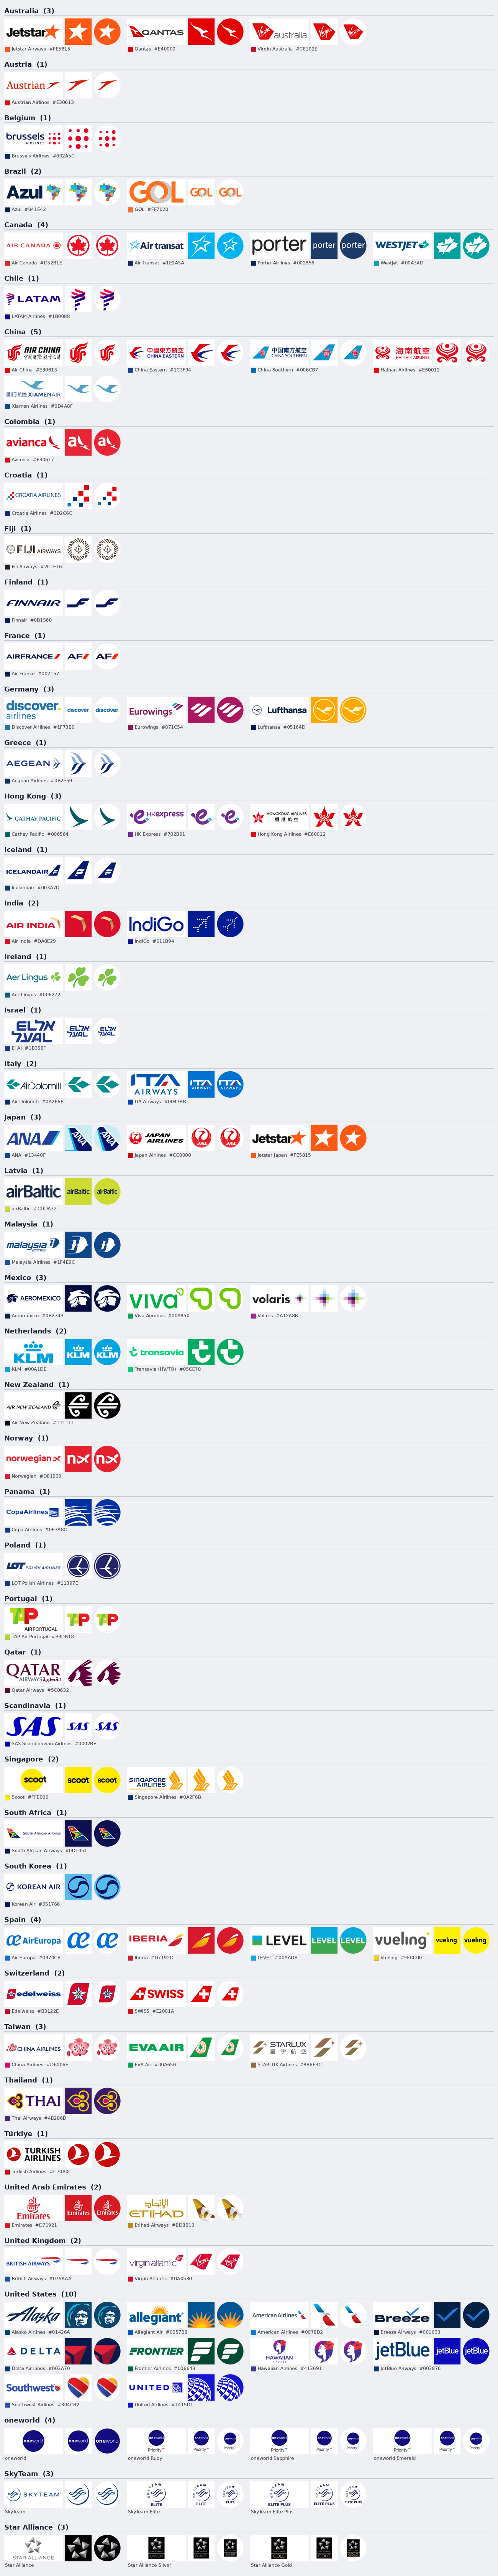 Australia (3)
Jetstar Airways #FE5815 Qantas #E40000 Virgin Australia #C8102E
Austria (1)
Austrian Airlines #E30613
Belgium (1)
Brussels Airlines #002A5C
Brazil (2)
Azul #041E42 GOL #FF7020
Canada (4)
Air Canada #D5281E Air Transat #1E2A5A Porter Airlines #002856 WestJet #00A3AD
Chile (1)
LATAM Airlines #1B0088
China (5)
Air China #E30613 China Eastern #1C3F94 China Southern #006CB7 Hainan Airlines #E60012
Xiamen Airlines #0D4A8F
Colombia (1)
Avianca #E30617
Croatia (1)
Croatia Airlines #0D2C6C
Fiji (1)
Fiji Airways #2C1E16
Finland (1)
Finnair #0B1560
France (1)
Air France #002157
Germany (3)
Discover Airlines #1F73B0 Eurowings #871C54 Lufthansa #05164D
Greece (1)
Aegean Airlines #0B2E59
Hong Kong (3)
Cathay Pacific #006564 HK Express #702B91 Hong Kong Airlines #E60012
Iceland (1)
Icelandair #003A7D
India (2)
Air India #DA0E29 IndiGo #011B94
Ireland (1)
Aer Lingus #006272
Israel (1)
El Al #1B358F
Italy (2)
Air Dolomiti #0A2E6B ITA Airways #0047BB
Japan (3)
ANA #13448F Japan Airlines #CC0000 Jetstar Japan #FE5815
Latvia (1)
airBaltic #CDDA32
Malaysia (1)
Malaysia Airlines #1F4E9C
Mexico (3)
Aeroméxico #0B2343 Viva Aerobus #00AB50 Volaris #A12A8B
Netherlands (2)
KLM #00A1DE Transavia (HV/TO) #05CE78
New Zealand (1)
Air New Zealand #111111
Norway (1)
Norwegian #D81939
Panama (1)
Copa Airlines #0E3A8C
Poland (1)
LOT Polish Airlines #11397E
Portugal (1)
TAP Air Portugal #B3DB18
Qatar (1)
Qatar Airways #5C0632
Scandinavia (1)
SAS Scandinavian Airlines #0002BE
Singapore (2)
Scoot #FFE900 Singapore Airlines #0A2F6B
South Africa (1)
South African Airways #0D1051
South Korea (1)
Korean Air #051766
Spain (4)
Air Europa #0970CB Iberia #D7192D LEVEL #00AADB Vueling #FFCC00
Switzerland (2)
Edelweiss #B3122E SWISS #E2001A
Taiwan (3)
China Airlines #D6006E EVA Air #00A650 STARLUX Airlines #886E3C
Thailand (1)
Thai Airways #4B286D
Türkiye (1)
Turkish Airlines #C70A0C
United Arab Emirates (2)
Emirates #D71921 Etihad Airways #BD8B13
United Kingdom (2)
British Airways #075AAA Virgin Atlantic #DA0530
United States (10)
Alaska Airlines #01426A Allegiant Air #0057B8 American Airlines #0078D2 Breeze Airways #001633
Delta Air Lines #003A70 Frontier Airlines #006643 Hawaiian Airlines #413691 JetBlue Airways #003876
Southwest Airlines #304CB2 United Airlines #1415D1
oneworld (4)
oneworld oneworld Ruby oneworld Sapphire oneworld Emerald
SkyTeam (3)
SkyTeam SkyTeam Elite SkyTeam Elite Plus
Star Alliance (3)
Star Alliance Star Alliance Silver Star Alliance Gold